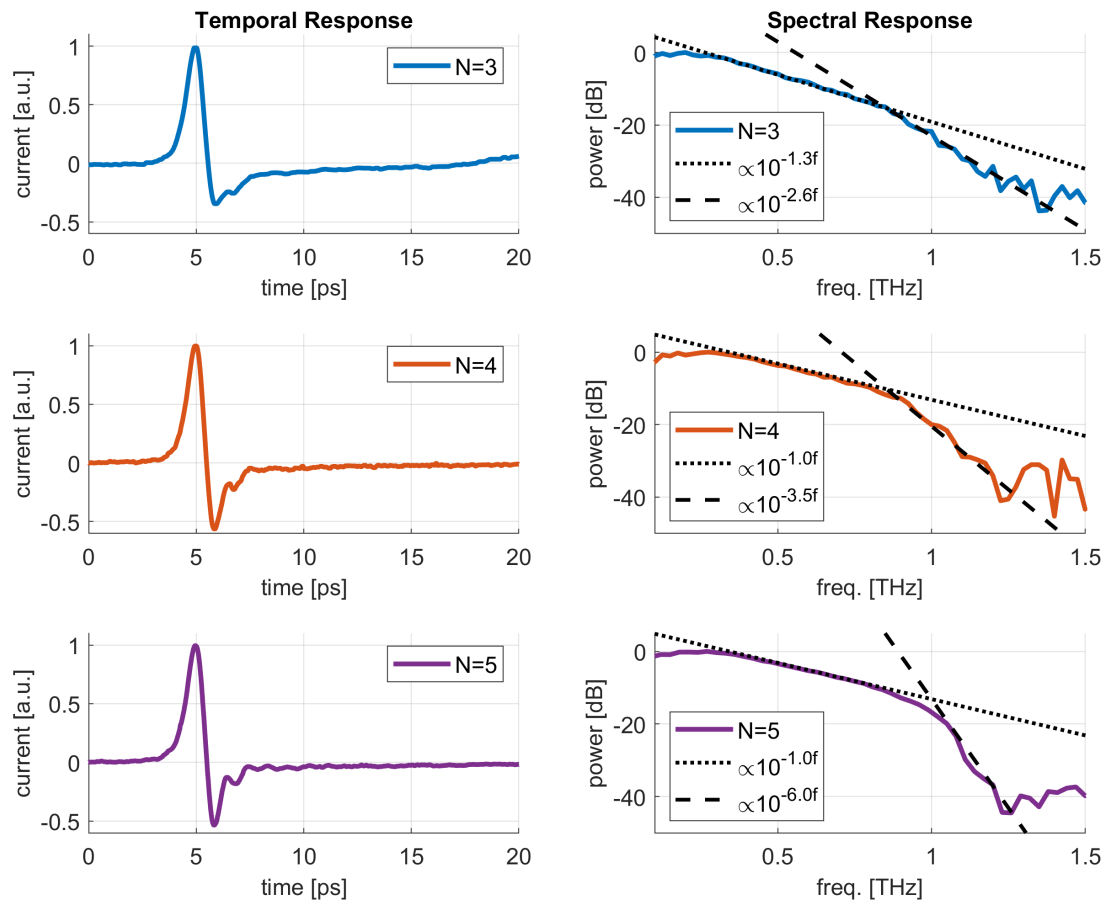 Temporal Response
current [a.u.]
1
0.5
0
-0.5
N=3
0 5 10 15 20
time [ps]
Spectral Response
power [dB]
0
-20
-40
N=3
∝10^-1.3f
∝10^-2.6f
0.5 1 1.5
freq. [THz]
current [a.u.]
1
0.5
0
-0.5
N=4
0 5 10 15 20
time [ps]
power [dB]
0
-20
-40
N=4
∝10^-1.0f
∝10^-3.5f
0.5 1 1.5
freq. [THz]
current [a.u.]
1
0.5
0
-0.5
N=5
0 5 10 15 20
time [ps]
power [dB]
0
-20
-40
N=5
∝10^-1.0f
∝10^-6.0f
0.5 1 1.5
freq. [THz]